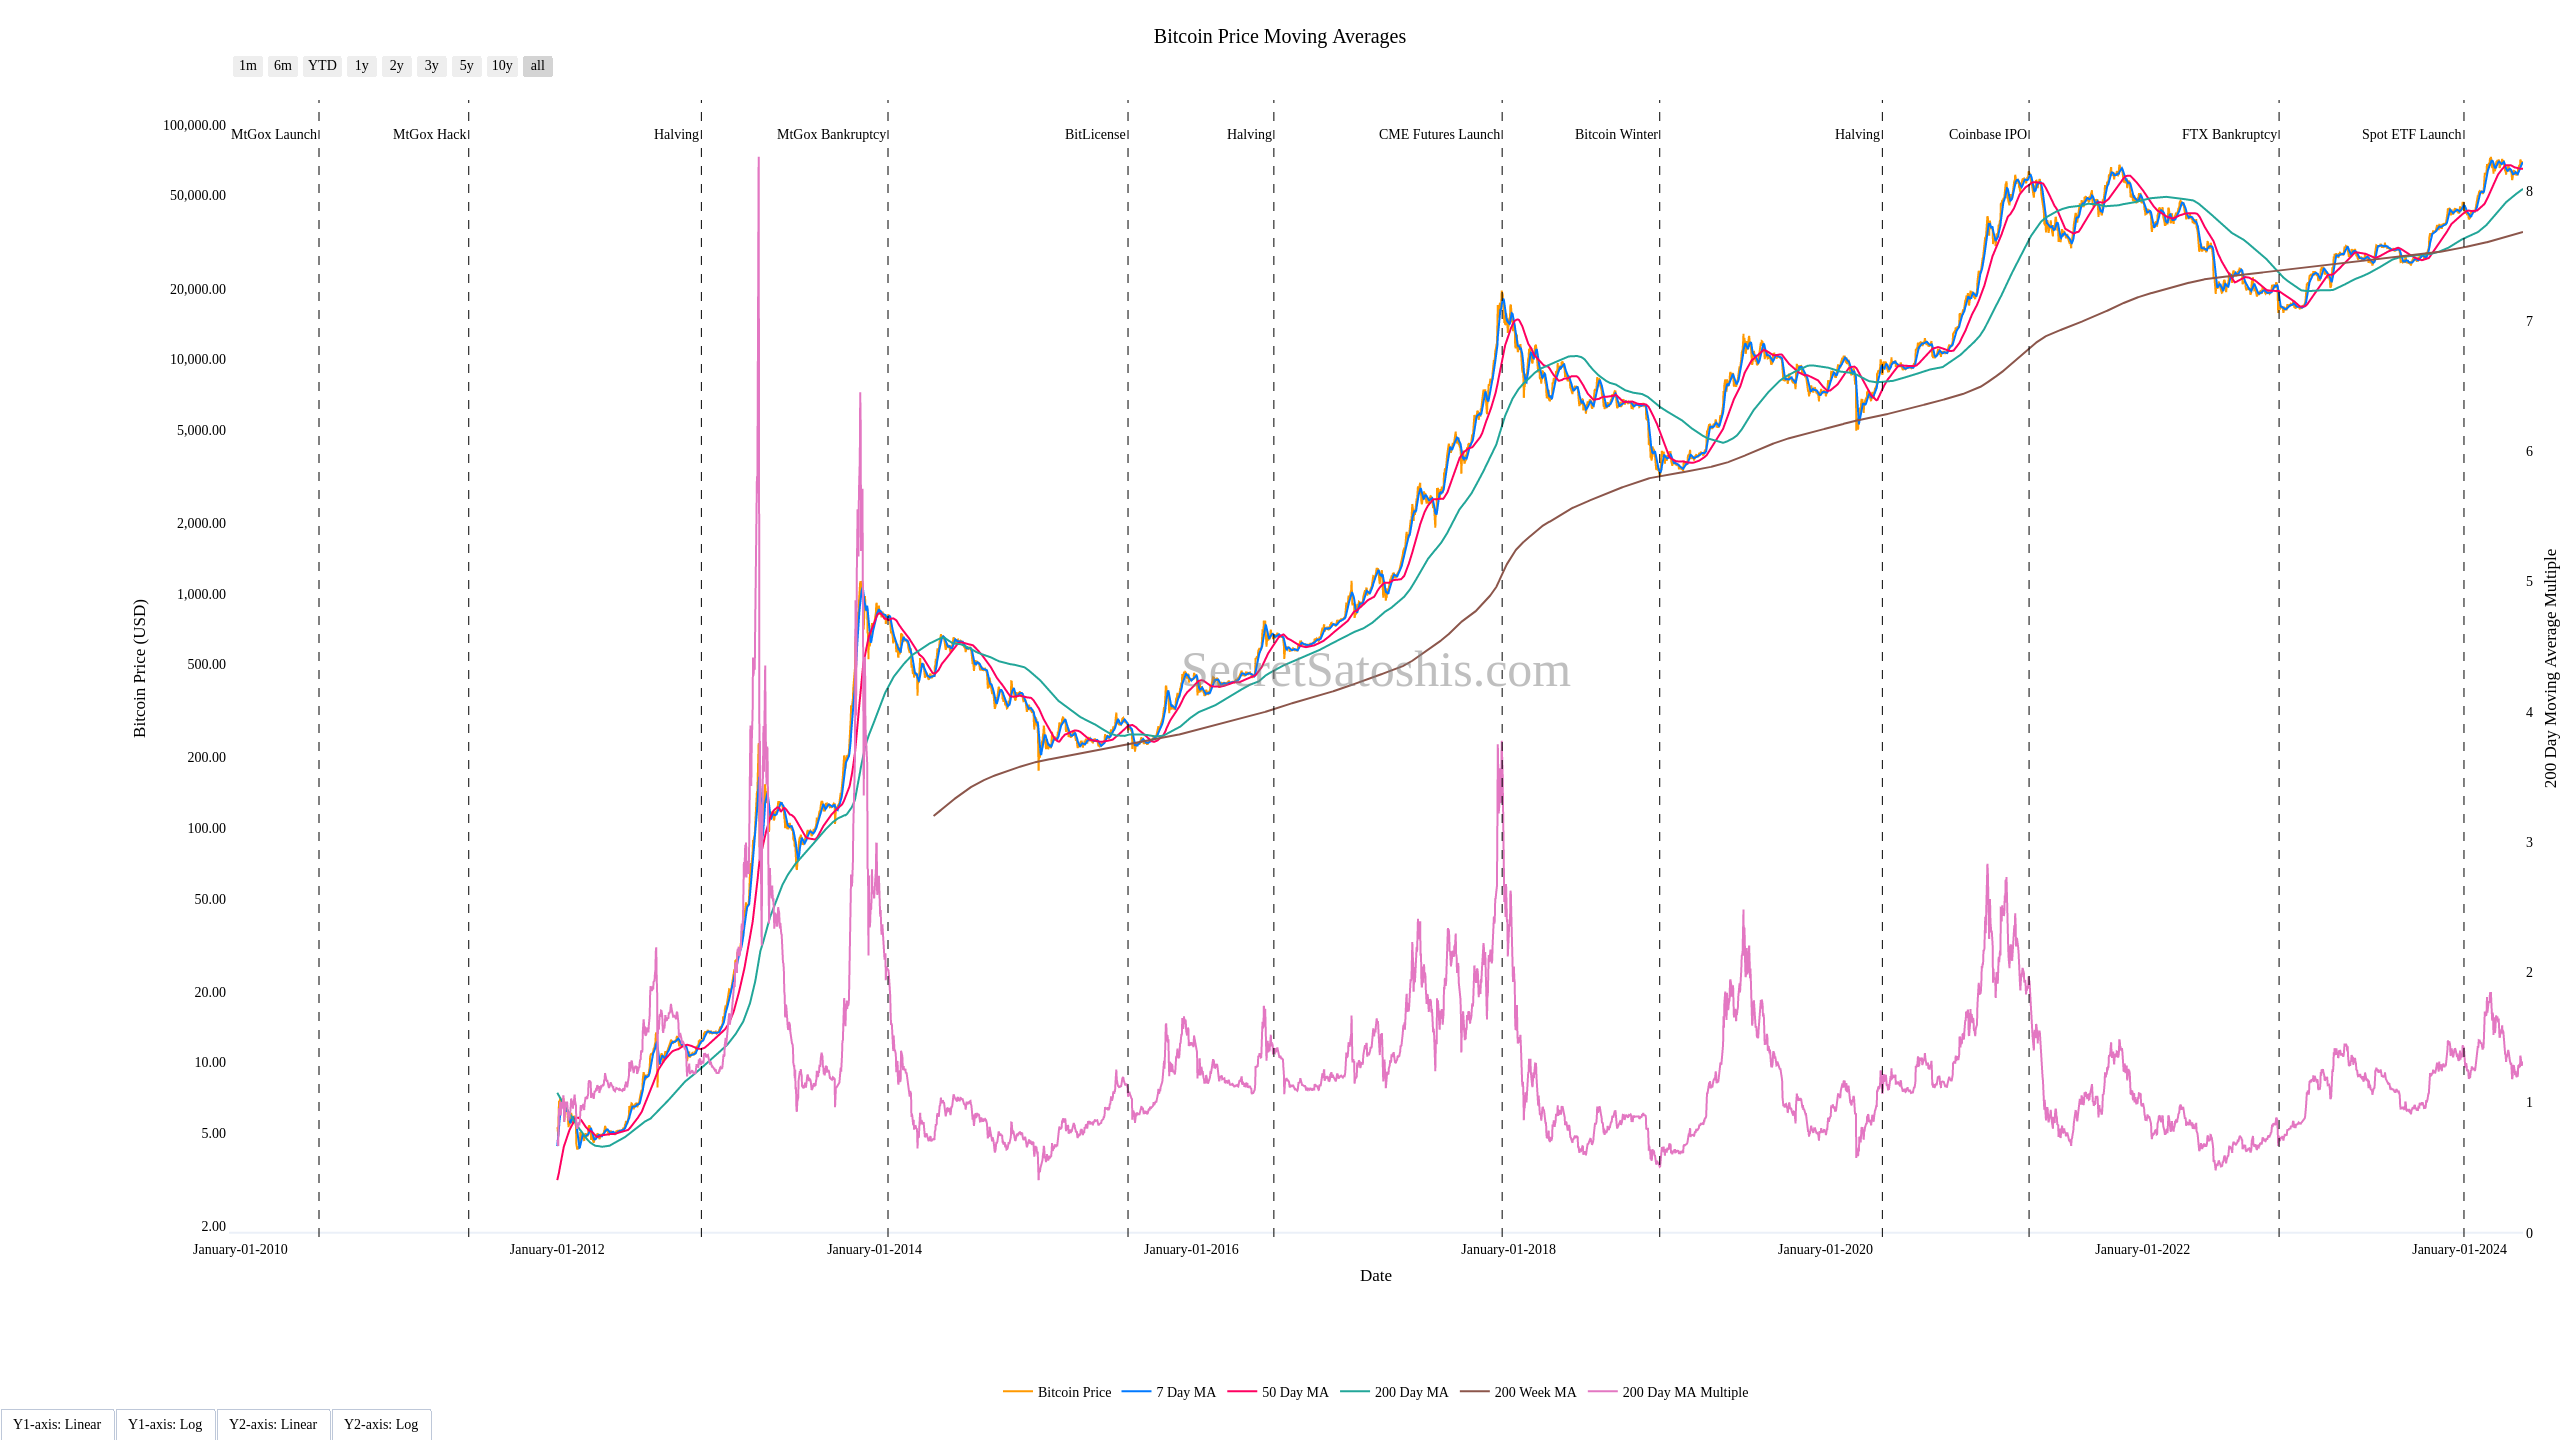 Bitcoin Price Moving Averages
1m 6m YTD 1y 2y 3y 5y 10y all
MtGox Launch MtGox Hack Halving MtGox Bankruptcy BitLicense Halving CME Futures Launch Bitcoin Winter Halving Coinbase IPO FTX Bankruptcy Spot ETF Launch
100,000.00
50,000.00
20,000.00
10,000.00
5,000.00
2,000.00
1,000.00
500.00
200.00
100.00
50.00
20.00
10.00
5.00
2.00
Bitcoin Price (USD)
SecretSatoshis.com
8
7
6
5
4
3
2
1
0
200 Day Moving Average Multiple
January-01-2010 January-01-2012 January-01-2014 January-01-2016 January-01-2018 January-01-2020 January-01-2022 January-01-2024
Date
Bitcoin Price 7 Day MA 50 Day MA 200 Day MA 200 Week MA 200 Day MA Multiple
Y1-axis: Linear Y1-axis: Log Y2-axis: Linear Y2-axis: Log